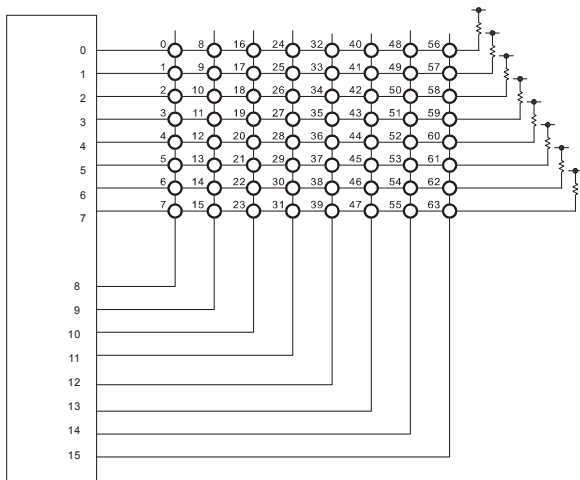 0 0 8 16 24 32 40 48 56
1 1 9 17 25 33 41 49 57
2 2 10 18 26 34 42 50 58
3 3 11 19 27 35 43 51 59
4 4 12 20 28 36 44 52 60
5 5 13 21 29 37 45 53 61
6 6 14 22 30 38 46 54 62
7 7 15 23 31 39 47 55 63
8
9
10
11
12
13
14
15